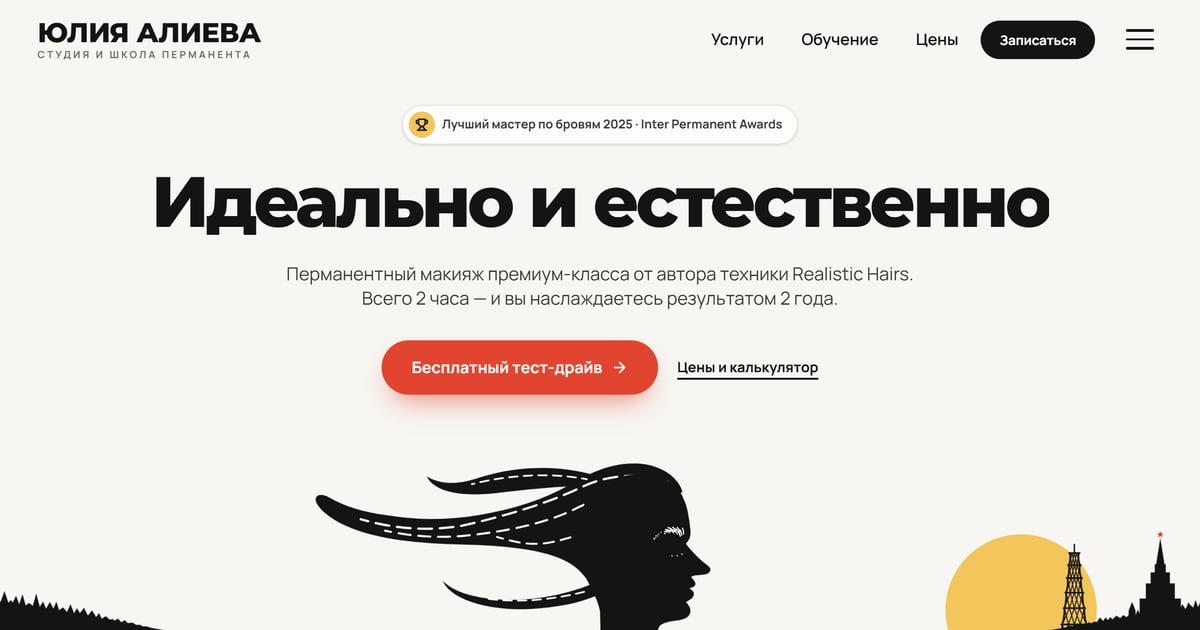 ЮЛИЯ АЛИЕВА
СТУДИЯ И ШКОЛА ПЕРМАНЕНТА
Услуги
Обучение
Цены
Записаться
Лучший мастер по бровям 2025 · Inter Permanent Awards
Идеально и естественно
Перманентный макияж премиум-класса от автора техники Realistic Hairs.
Всего 2 часа — и вы наслаждаетесь результатом 2 года.
Бесплатный тест-драйв →
Цены и калькулятор